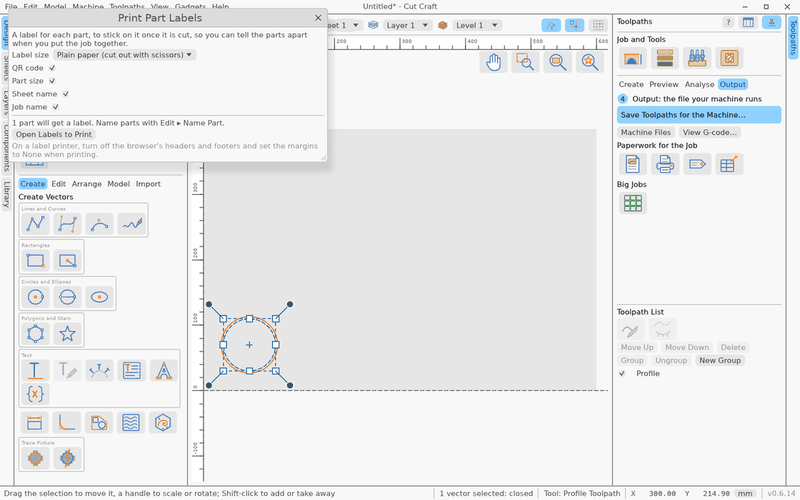 File Edit Model Machine Toolpaths View Gadgets Help
Untitled* - Cut Craft
Print Part Labels
A label for each part, to stick on it once it is cut, so you can tell the parts apart
when you put the job together.
Label size Plain paper (cut out with scissors)
QR code
Part size
Sheet name
Job name
1 part will get a label. Name parts with Edit ▸ Name Part.
Open Labels to Print
On a label printer, turn off the browser's headers and footers and set the margins
to None when printing.
Sheet 1
Layer 1
Level 1
Design
Sheets
Layers
Components
Library
Create Edit Arrange Model Import
Create Vectors
Lines and Curves
Rectangles
Circles and Ellipses
Polygons and Stars
Text
Trace Picture
200
300
400
500
600
300
200
100
0
-100
Toolpaths
?
Toolpaths
Job and Tools
Create Preview Analyse Output
4 Output: the file your machine runs
Save Toolpaths for the Machine...
Machine Files View G-code...
Paperwork for the Job
Big Jobs
Toolpath List
Move Up Move Down Delete
Group Ungroup New Group
Profile
Drag the selection to move it, a handle to scale or rotate; Shift-click to add or take away
1 vector selected: closed
Tool: Profile Toolpath
X 300.00 Y 214.90 mm
v0.6.14